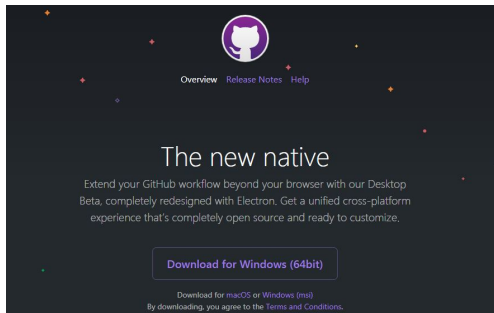 Overview Release Notes Help
The new native
Extend your GitHub workflow beyond your browser with our Desktop
Beta, completely redesigned with Electron. Get a unified cross-platform
experience that's completely open source and ready to customize.
Download for Windows (64bit)
Download for macOS or Windows (msi)
By downloading, you agree to the Terms and Conditions.